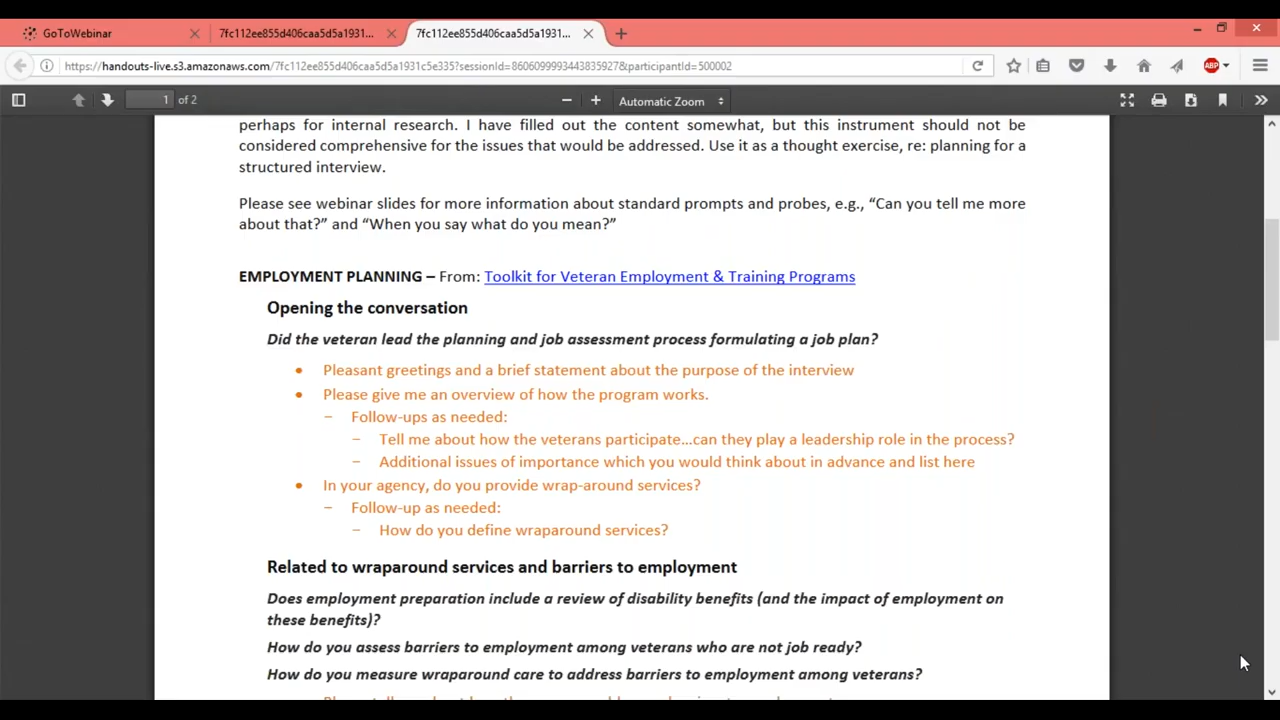 GoToWebinar
7fc112ee855d406caa5d5a1931...
7fc112ee855d406caa5d5a1931...
https://handouts-live.s3.amazonaws.com/7fc112ee855d406caa5d5a1931c5e335?sessionId=8606099993443835927&participantId=500002
ABP
1 of 2
Automatic Zoom
perhaps for internal research. I have filled out the content somewhat, but this instrument should not be
considered comprehensive for the issues that would be addressed. Use it as a thought exercise, re: planning for a
structured interview.
Please see webinar slides for more information about standard prompts and probes, e.g., “Can you tell me more
about that?” and “When you say what do you mean?”
EMPLOYMENT PLANNING – From: Toolkit for Veteran Employment & Training Programs
Opening the conversation
Did the veteran lead the planning and job assessment process formulating a job plan?
• Pleasant greetings and a brief statement about the purpose of the interview
• Please give me an overview of how the program works.
– Follow-ups as needed:
– Tell me about how the veterans participate...can they play a leadership role in the process?
– Additional issues of importance which you would think about in advance and list here
• In your agency, do you provide wrap-around services?
– Follow-up as needed:
– How do you define wraparound services?
Related to wraparound services and barriers to employment
Does employment preparation include a review of disability benefits (and the impact of employment on
these benefits)?
How do you assess barriers to employment among veterans who are not job ready?
How do you measure wraparound care to address barriers to employment among veterans?